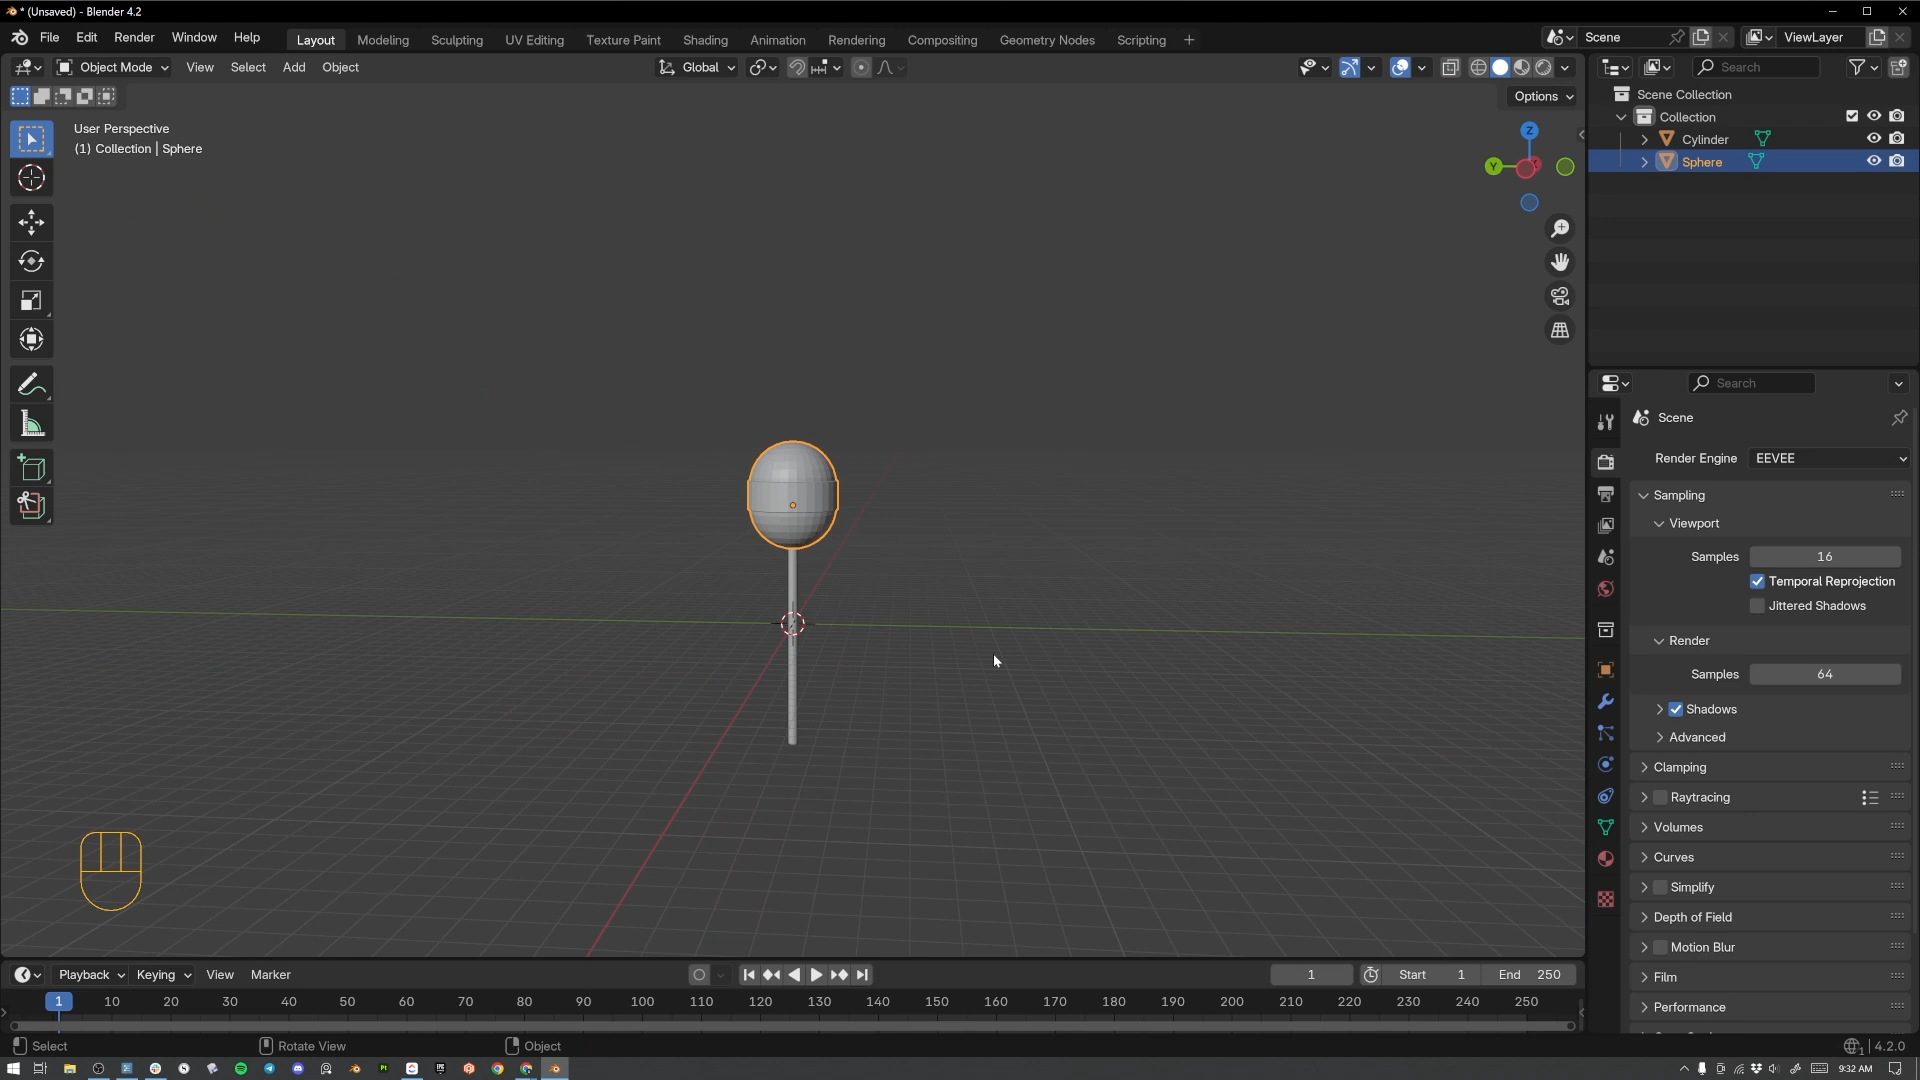 * (Unsaved) - Blender 4.2
File Edit Render Window Help Layout Modeling Sculpting UV Editing Texture Paint Shading Animation Rendering Compositing Geometry Nodes Scripting + Scene ViewLayer
Object Mode View Select Add Object Global Search
Options
User Perspective
(1) Collection | Sphere
Z
Y
Scene Collection
Collection
Cylinder
Sphere
Search
Scene
Render Engine EEVEE
Sampling
Viewport
Samples 16
Temporal Reprojection
Jittered Shadows
Render
Samples 64
Shadows
Advanced
Clamping
Raytracing
Volumes
Curves
Simplify
Depth of Field
Motion Blur
Film
Performance
Playback Keying View Marker 1 Start 1 End 250
1 10 20 30 40 50 60 70 80 90 100 110 120 130 140 150 160 170 180 190 200 210 220 230 240 250
Select Rotate View Object 4.2.0
9:32 AM